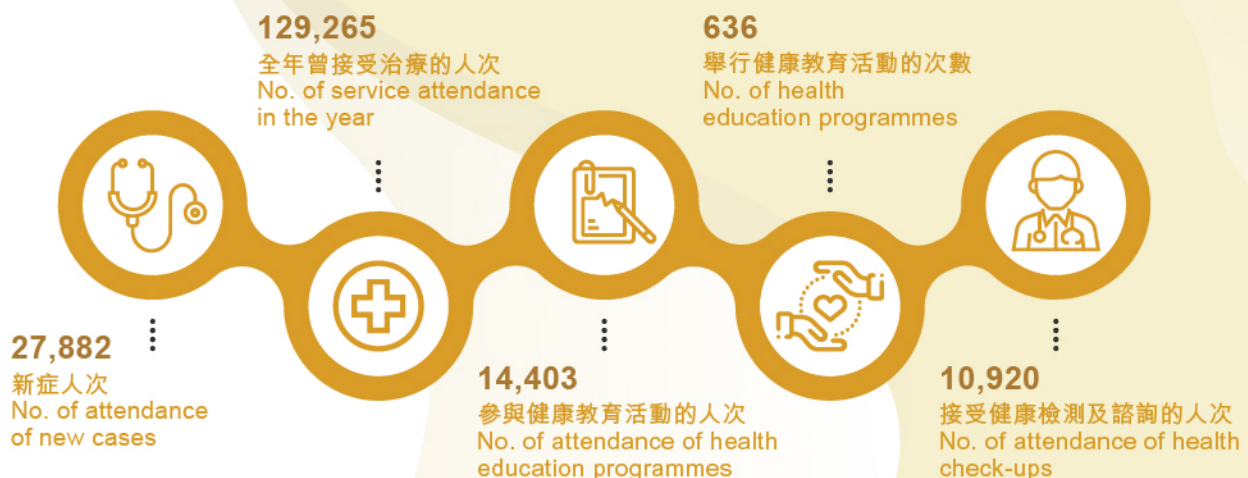 129,265
全年曾接受治療的人次
No. of service attendance
in the year
636
舉行健康教育活動的次數
No. of health
education programmes
27,882
新症人次
No. of attendance
of new cases
14,403
參與健康教育活動的人次
No. of attendance of health
education programmes
10,920
接受健康檢測及諮詢的人次
No. of attendance of health
check-ups